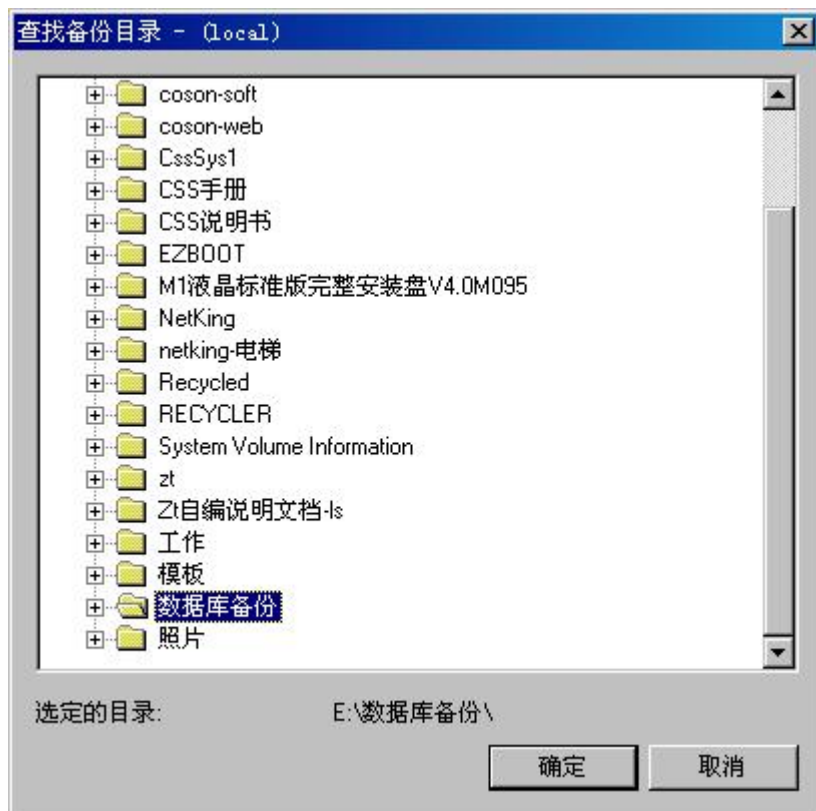 查找备份目录 - (local)
coson-soft
coson-web
CssSys1
CSS手册
CSS说明书
EZBOOT
M1液晶标准版完整安装盘V4.0M095
NetKing
netking-电梯
Recycled
RECYCLER
System Volume Information
zt
Zt自编说明文档-ls
工作
模板
数据库备份
照片
选定的目录: E:\数据库备份\
确定 取消